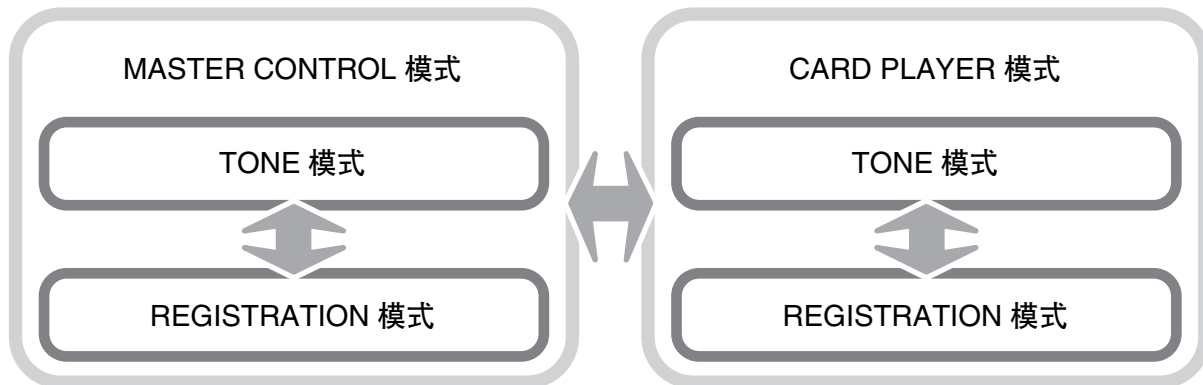 MASTER CONTROL 模式
TONE 模式
REGISTRATION 模式
CARD PLAYER 模式
TONE 模式
REGISTRATION 模式